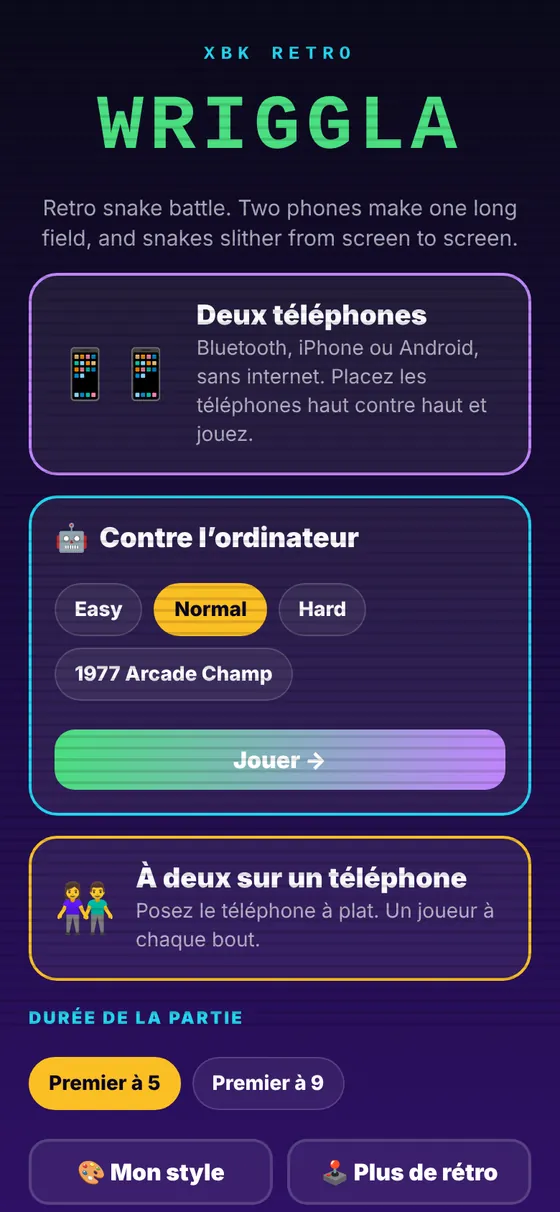 XBK RETRO
WRIGGLA
Retro snake battle. Two phones make one long
field, and snakes slither from screen to screen.
Deux téléphones
Bluetooth, iPhone ou Android,
sans internet. Placez les
téléphones haut contre haut et
jouez.
Contre l’ordinateur
Easy Normal Hard
1977 Arcade Champ
Jouer →
À deux sur un téléphone
Posez le téléphone à plat. Un joueur à
chaque bout.
DURÉE DE LA PARTIE
Premier à 5 Premier à 9
Mon style Plus de rétro